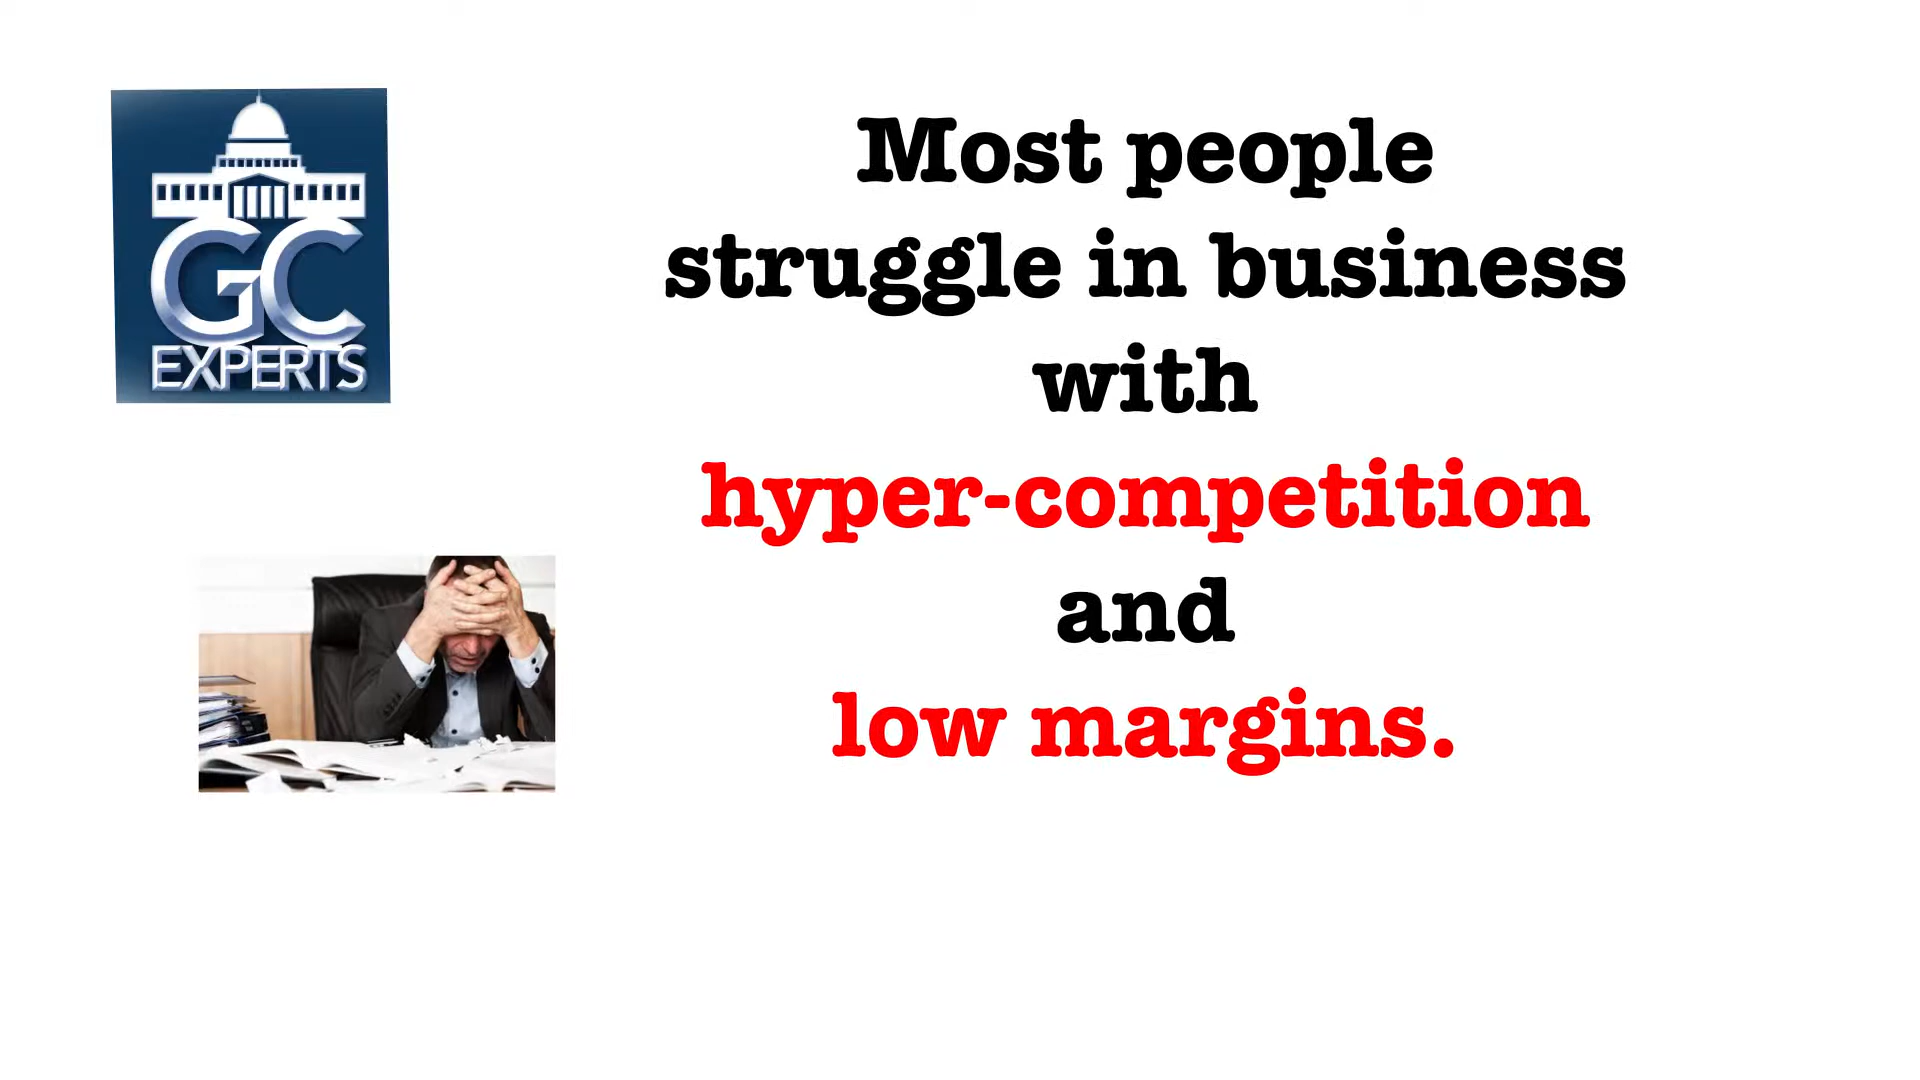 GC
EXPERTS
Most people
struggle in business
with
hyper-competition
and
low margins.